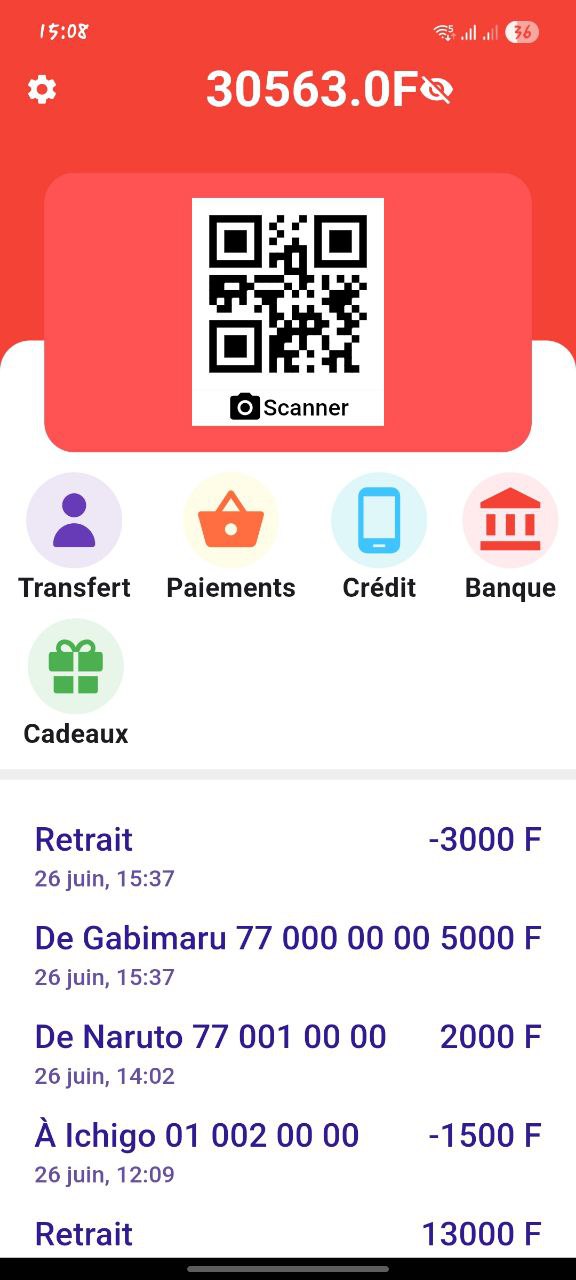 15:08
36
30563.0F
Scanner
Transfert Paiements Crédit Banque
Cadeaux
Retrait -3000 F
26 juin, 15:37
De Gabimaru 77 000 00 00 5000 F
26 juin, 15:37
De Naruto 77 001 00 00 2000 F
26 juin, 14:02
À Ichigo 01 002 00 00 -1500 F
26 juin, 12:09
Retrait 13000 F